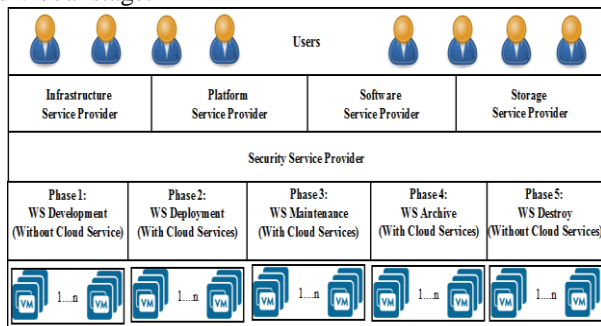 Users
Infrastructure Platform Software Storage
Service Provider Service Provider Service Provider Service Provider
Security Service Provider
Phase 1: Phase 2: Phase 3: Phase 4: Phase 5:
WS Development WS Deployment WS Maintenance WS Archive WS Destroy
(Without Cloud Service) (With Cloud Services) (With Cloud Services) (With Cloud Services) (Without Cloud Services)
VM 1....n VM VM 1....n VM VM 1....n VM VM 1....n VM VM 1....n VM